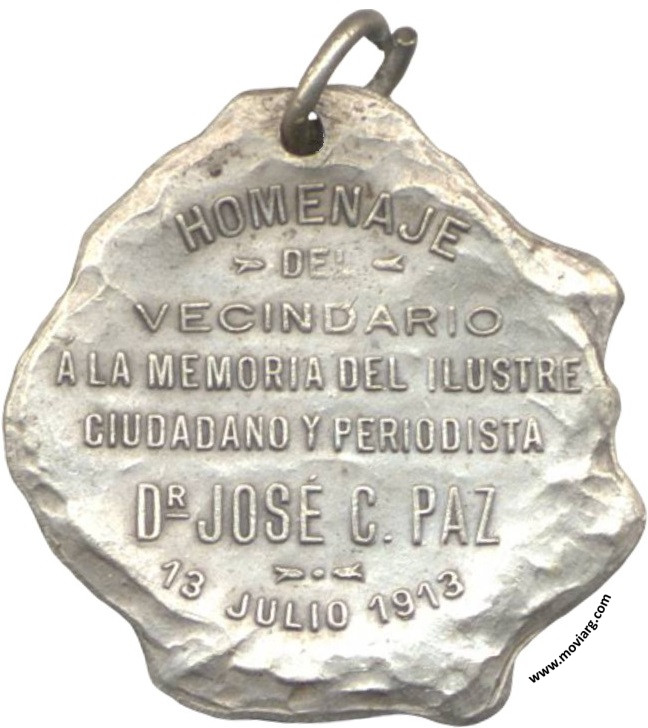 HOMENAJE
DEL
VECINDARIO
A LA MEMORIA DEL ILUSTRE
CIUDADANO Y PERIODISTA
DR JOSÉ C. PAZ
13 JULIO 1913
www.moviarg.com